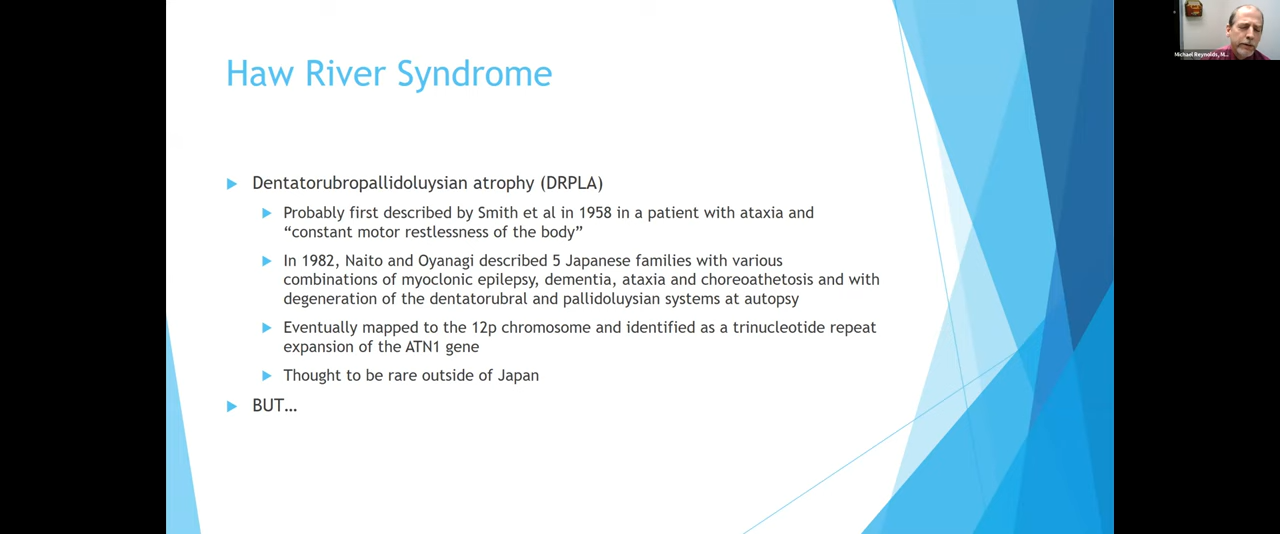 Haw River Syndrome
Dentatorubropallidoluysian atrophy (DRPLA)
Probably first described by Smith et al in 1958 in a patient with ataxia and
“constant motor restlessness of the body”
In 1982, Naito and Oyanagi described 5 Japanese families with various
combinations of myoclonic epilepsy, dementia, ataxia and choreoathetosis and with
degeneration of the dentatorubral and pallidoluysian systems at autopsy
Eventually mapped to the 12p chromosome and identified as a trinucleotide repeat
expansion of the ATN1 gene
Thought to be rare outside of Japan
BUT…
Michael Reynolds, M...